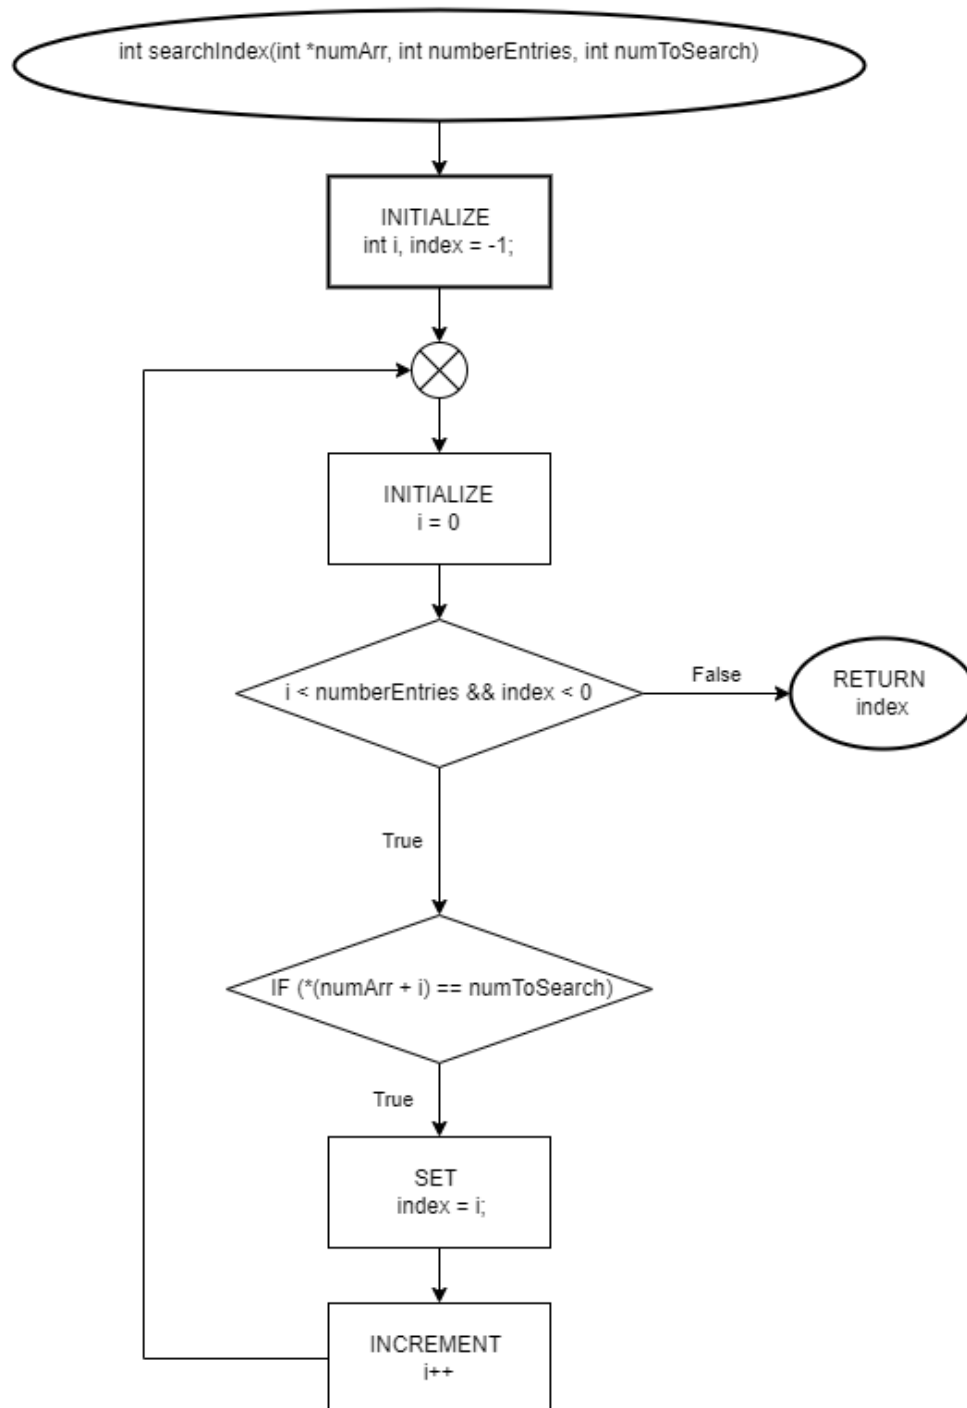 int searchIndex(int *numArr, int numberEntries, int numToSearch)
INITIALIZE
int i, index = -1;
INITIALIZE
i = 0
i < numberEntries && index < 0
False
RETURN
index
True
IF (*(numArr + i) == numToSearch)
True
SET
index = i;
INCREMENT
i++